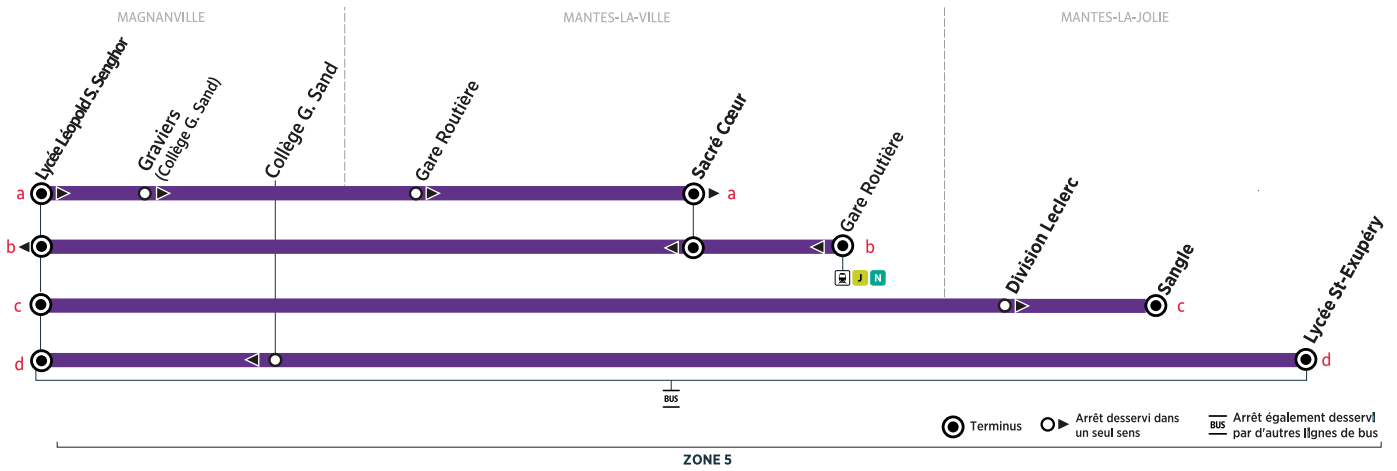 MAGNANVILLE
MANTES-LA-VILLE
MANTES-LA-JOLIE
Lycée Léopold S. Senghor
Graviers
(Collège G. Sand)
Collège G. Sand
Gare Routière
Sacré Cœur
Gare Routière
Division Leclerc
Sangle
Lycée St-Exupéry
a
a
b
b
J
N
c
c
d
d
BUS
Terminus
Arrêt desservi dans
un seul sens
BUS
Arrêt également desservi
par d'autres lignes de bus
ZONE 5